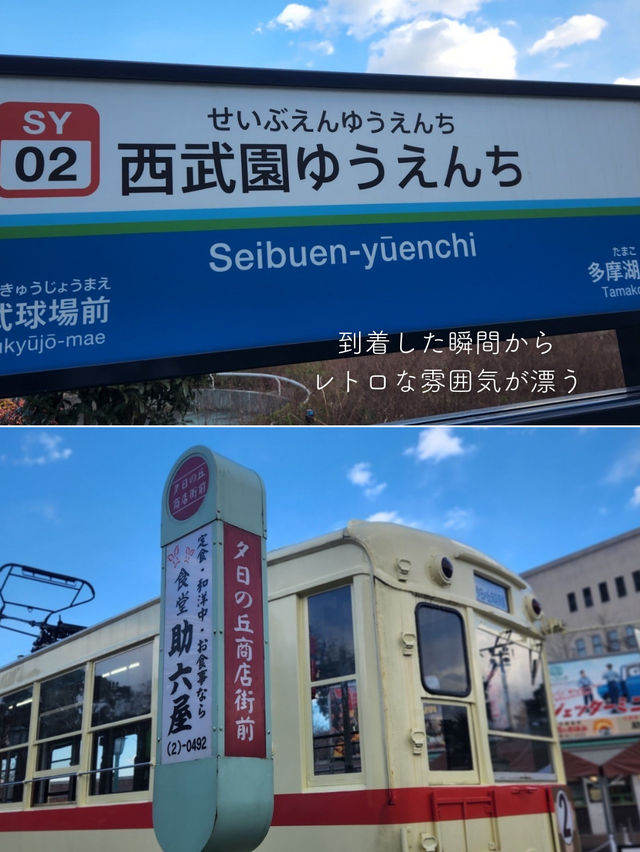 SY
02
せいぶえんゆうえんち
西武園ゆうえんち
Seibuen-yūenchi
きゅうじょうまえ
武球場前
ukyūjō-mae
たまこ
多摩湖
Tamako
到着した瞬間から
レトロな雰囲気が漂う
夕日の丘
商店街前
夕日の丘商店街前
定食・和洋中・お食事なら
食堂 助六屋
(2)-0492
2